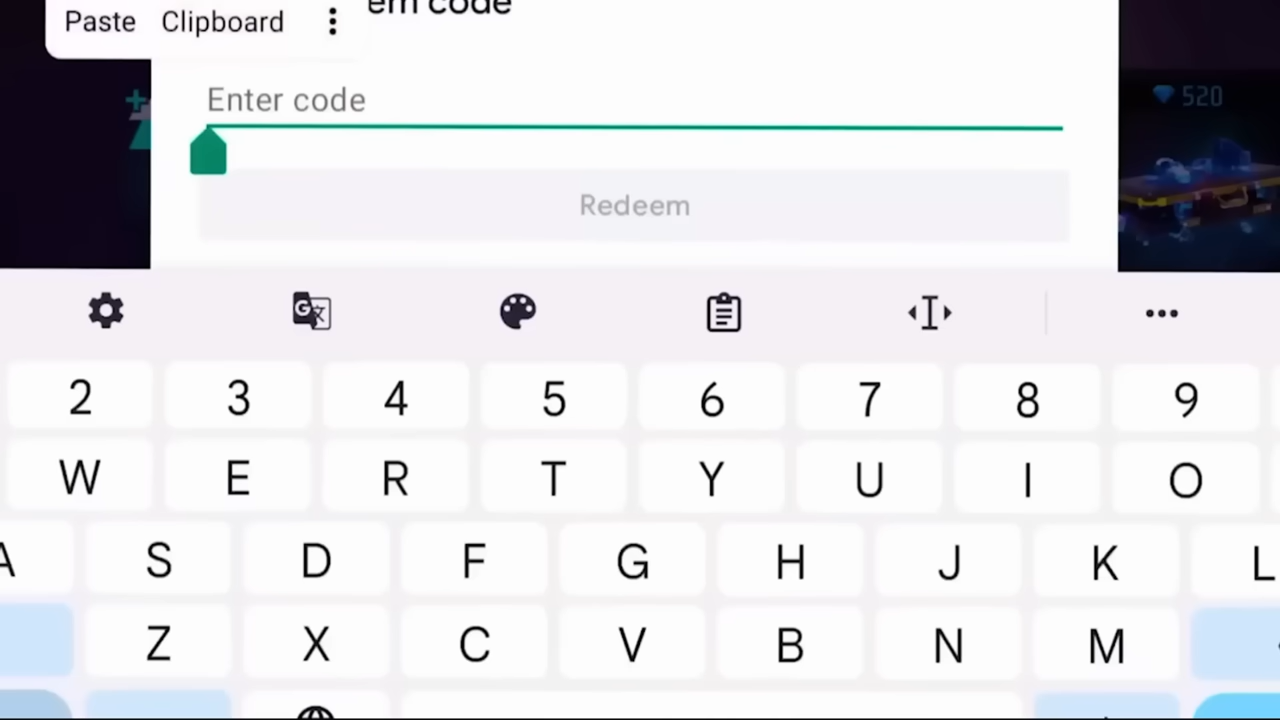 Paste Clipboard
em code
Enter code
520
Redeem
2 3 4 5 6 7 8 9
W E R T Y U I O
A S D F G H J K L
Z X C V B N M